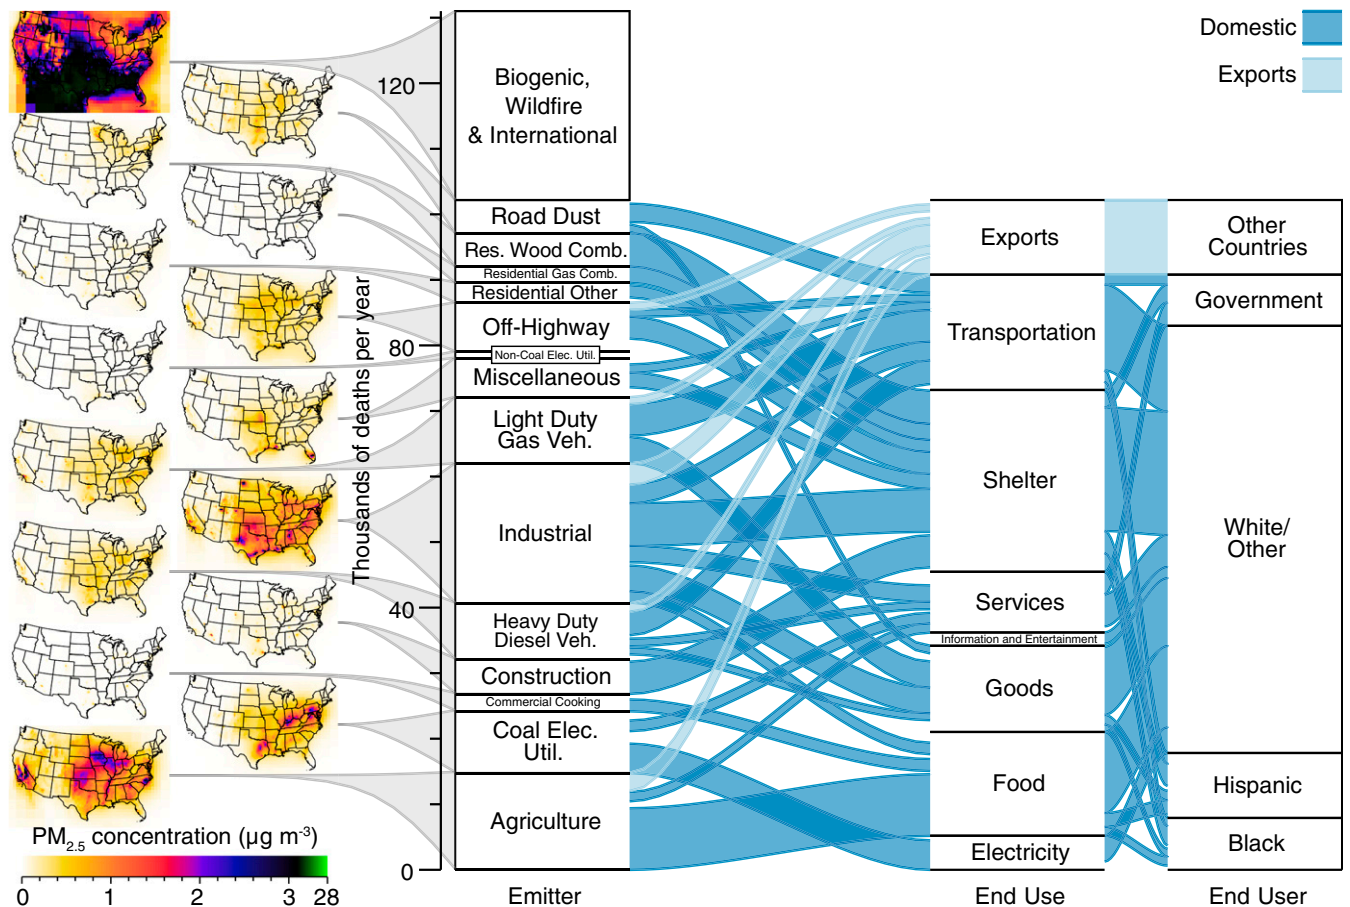 Domestic
Exports
Thousands of deaths per year
120
80
40
0
Biogenic,
Wildfire
& International
Road Dust
Res. Wood Comb.
Residential Gas Comb.
Residential Other
Off-Highway
Non-Coal Elec. Util.
Miscellaneous
Light Duty
Gas Veh.
Industrial
Heavy Duty
Diesel Veh.
Construction
Commercial Cooking
Coal Elec.
Util.
Agriculture
Emitter
Exports
Transportation
Shelter
Services
Information and Entertainment
Goods
Food
Electricity
End Use
Other
Countries
Government
White/
Other
Hispanic
Black
End User
PM2.5 concentration (µg m-3)
0 1 2 3 28